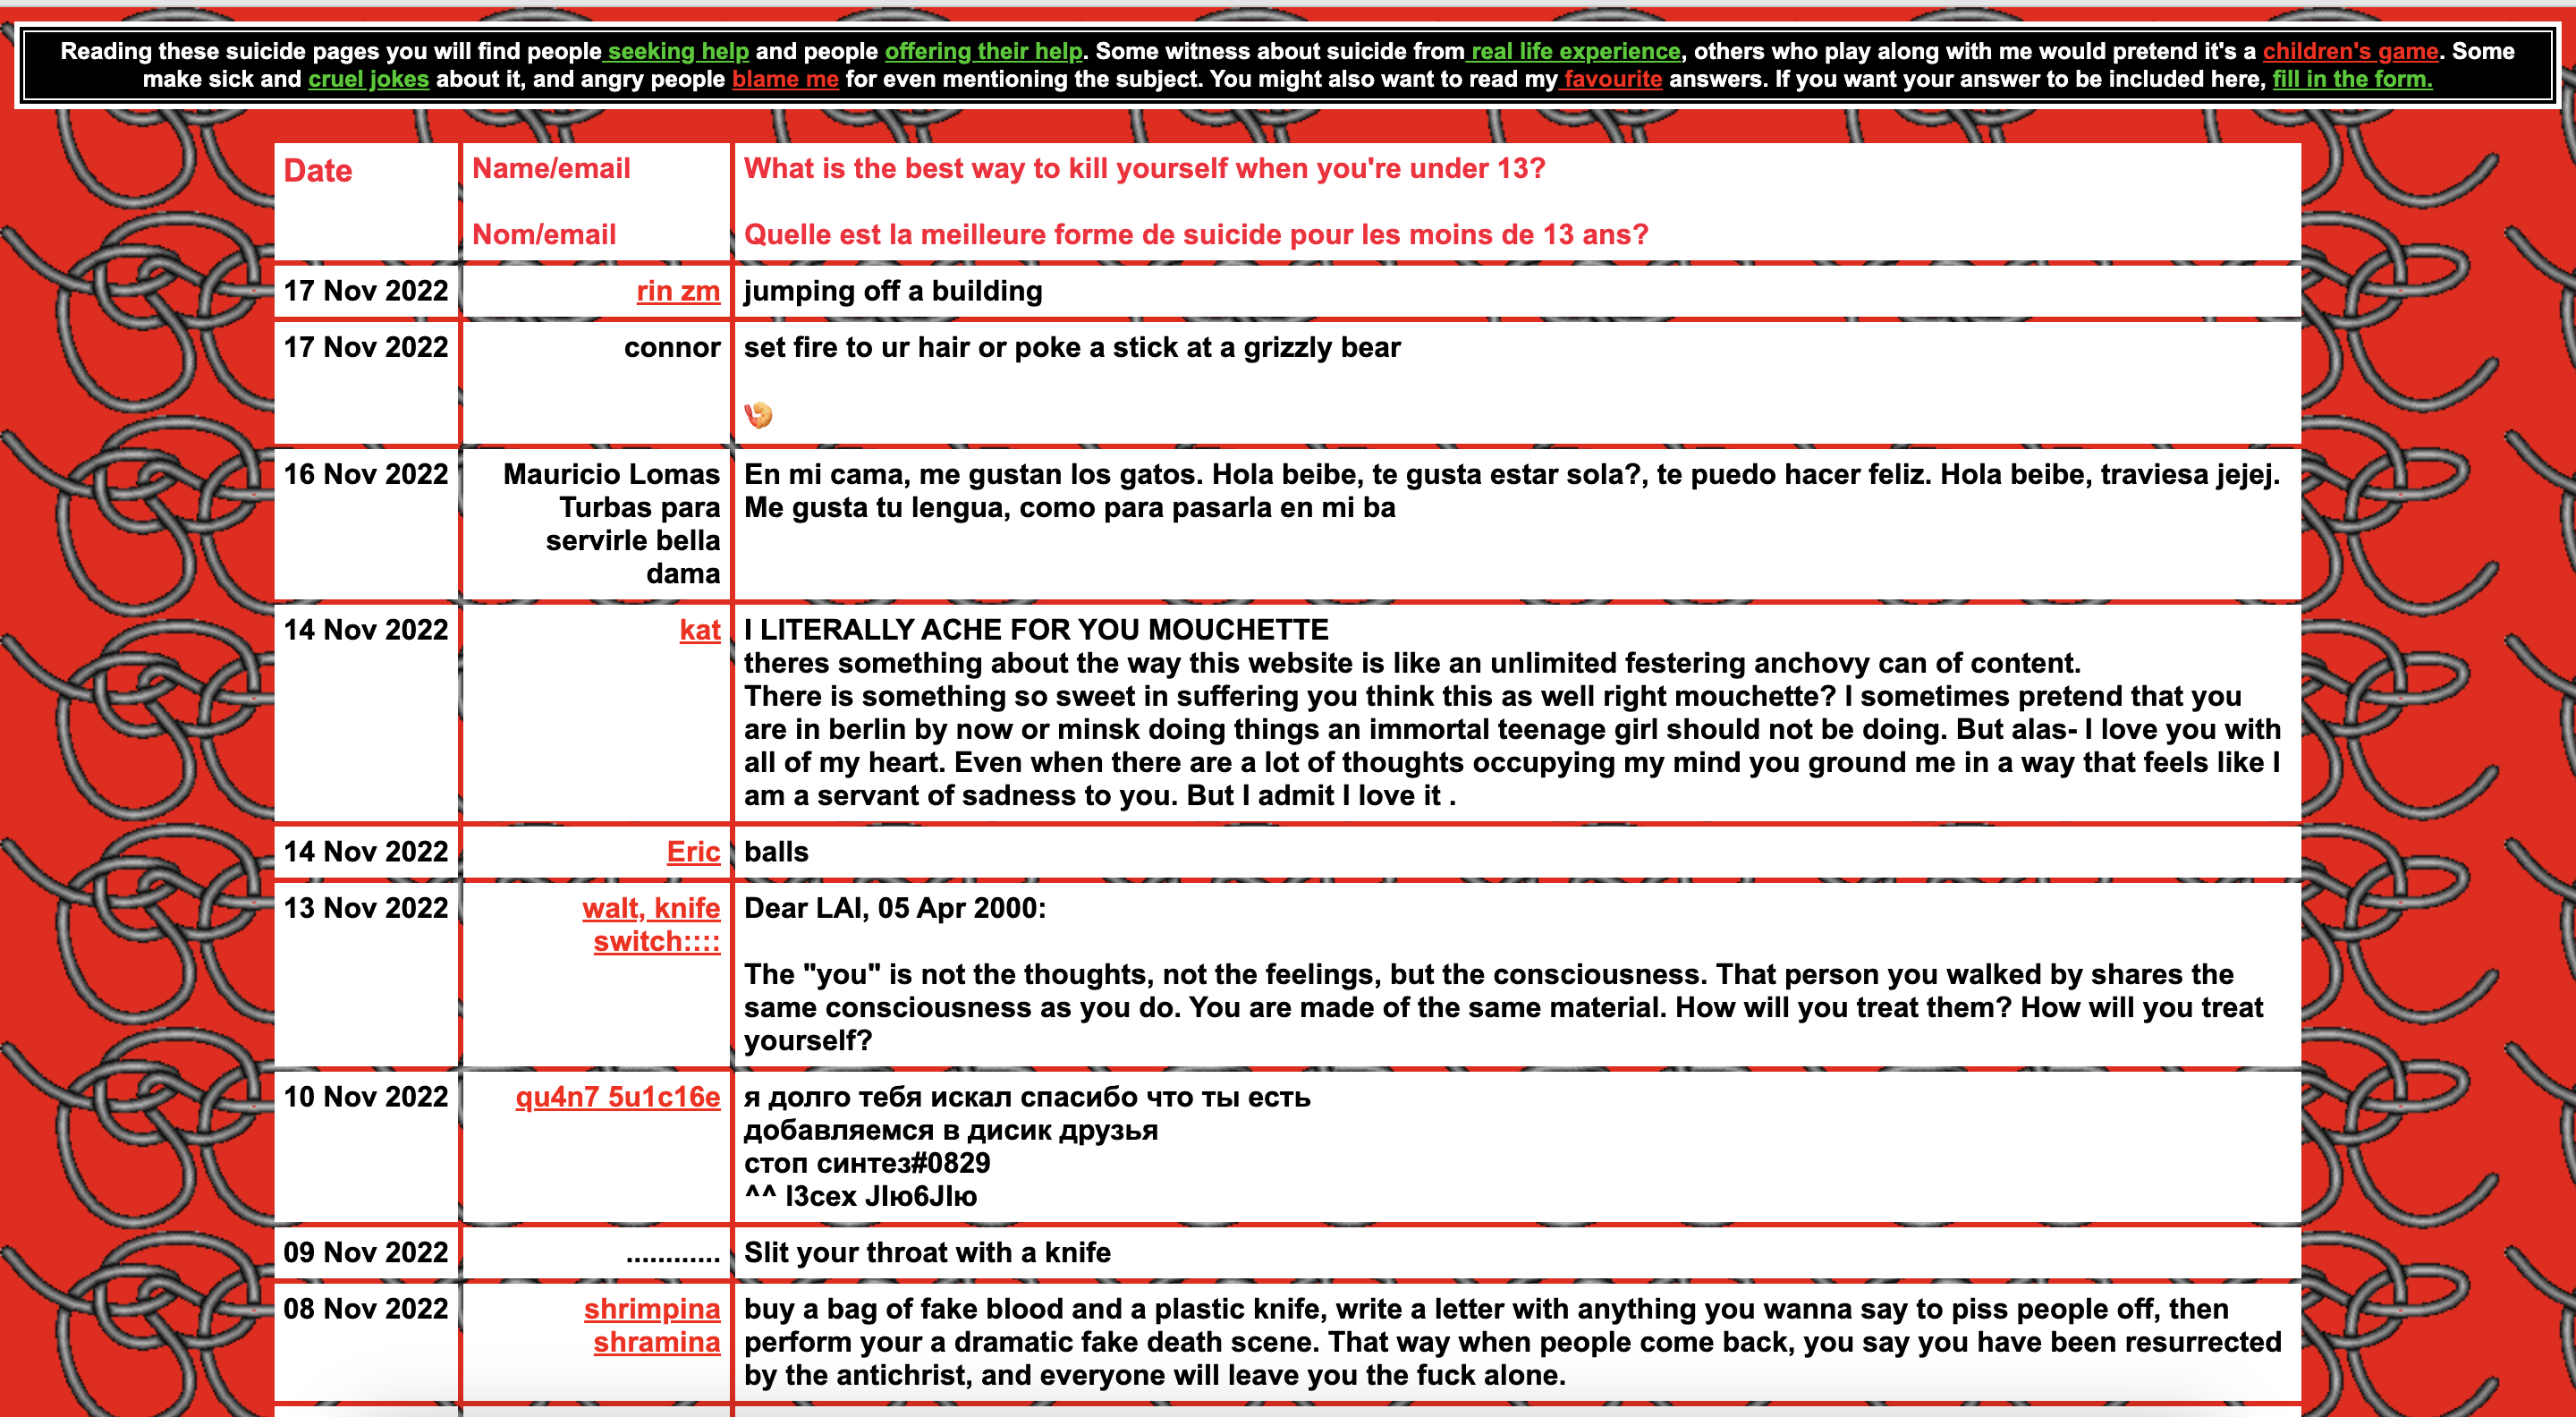 Reading these suicide pages you will find people seeking help and people offering their help. Some witness about suicide from real life experience, others who play along with me would pretend it's a children's game. Some
make sick and cruel jokes about it, and angry people blame me for even mentioning the subject. You might also want to read my favourite answers. If you want your answer to be included here, fill in the form.
Date
Name/email
Nom/email
What is the best way to kill yourself when you're under 13?
Quelle est la meilleure forme de suicide pour les moins de 13 ans?
17 Nov 2022
rin zm
jumping off a building
17 Nov 2022
connor
set fire to ur hair or poke a stick at a grizzly bear
🍤
16 Nov 2022
Mauricio Lomas
Turbas para
servirle bella
dama
En mi cama, me gustan los gatos. Hola beibe, te gusta estar sola?, te puedo hacer feliz. Hola beibe, traviesa jejej.
Me gusta tu lengua, como para pasarla en mi ba
14 Nov 2022
kat
I LITERALLY ACHE FOR YOU MOUCHETTE
theres something about the way this website is like an unlimited festering anchovy can of content.
There is something so sweet in suffering you think this as well right mouchette? I sometimes pretend that you
are in berlin by now or minsk doing things an immortal teenage girl should not be doing. But alas- I love you with
all of my heart. Even when there are a lot of thoughts occupying my mind you ground me in a way that feels like I
am a servant of sadness to you. But I admit I love it .
14 Nov 2022
Eric
balls
13 Nov 2022
walt, knife
switch::::
Dear LAI, 05 Apr 2000:
The "you" is not the thoughts, not the feelings, but the consciousness. That person you walked by shares the
same consciousness as you do. You are made of the same material. How will you treat them? How will you treat
yourself?
10 Nov 2022
qu4n7 5u1c16e
я долго тебя искал спасибо что ты есть
добавляемся в дисик друзья
стоп синтез#0829
^^ l3cex JIю6JIю
09 Nov 2022
............
Slit your throat with a knife
08 Nov 2022
shrimpina
shramina
buy a bag of fake blood and a plastic knife, write a letter with anything you wanna say to piss people off, then
perform your a dramatic fake death scene. That way when people come back, you say you have been resurrected
by the antichrist, and everyone will leave you the fuck alone.